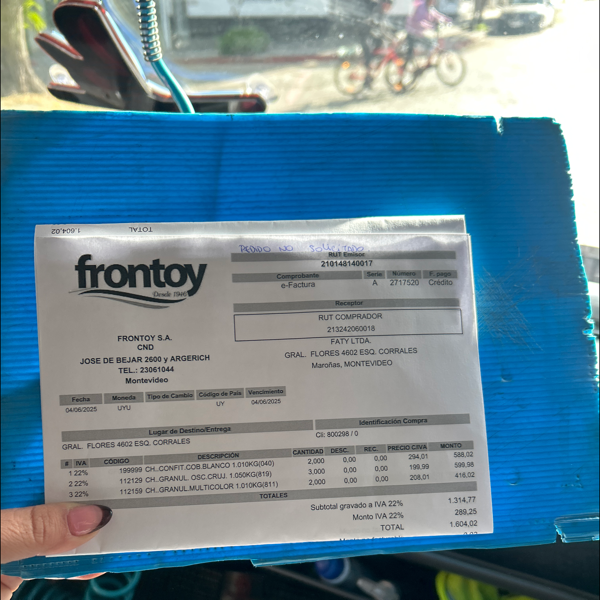 TOTAL 1.604,02
PEDIDO NO SOLICITADO
frontoy
Desde 1946
RUT Emisor
210148140017
Comprobante Serie Número F. pago
e-Factura A 2717520 Crédito
Receptor
RUT COMPRADOR
213242060018
FATY LTDA.
GRAL. FLORES 4602 ESQ. CORRALES
Maroñas, MONTEVIDEO
FRONTOY S.A.
CND
JOSE DE BEJAR 2600 y ARGERICH
TEL.: 23061044
Montevideo
Fecha Moneda Tipo de Cambio Código de País Vencimiento
04/06/2025 UYU UY 04/06/2025
Lugar de Destino/Entrega Identificación Compra
GRAL. FLORES 4602 ESQ. CORRALES CI: 800298 / 0
# IVA CÓDIGO DESCRIPCIÓN CANTIDAD DESC. REC. PRECIO C/IVA MONTO
1 22% 199999 CH..CONFIT.COB.BLANCO 1.010KG(040) 2,000 0,00 0,00 294,01 588,02
2 22% 112129 CH..GRANUL. OSC.CRUJ. 1.050KG(819) 3,000 0,00 0,00 199,99 599,98
3 22% 112159 CH..GRANUL.MULTICOLOR 1.010KG(811) 2,000 0,00 0,00 208,01 416,02
TOTALES
Subtotal gravado a IVA 22% 1.314,77
Monto IVA 22% 289,25
TOTAL 1.604,02